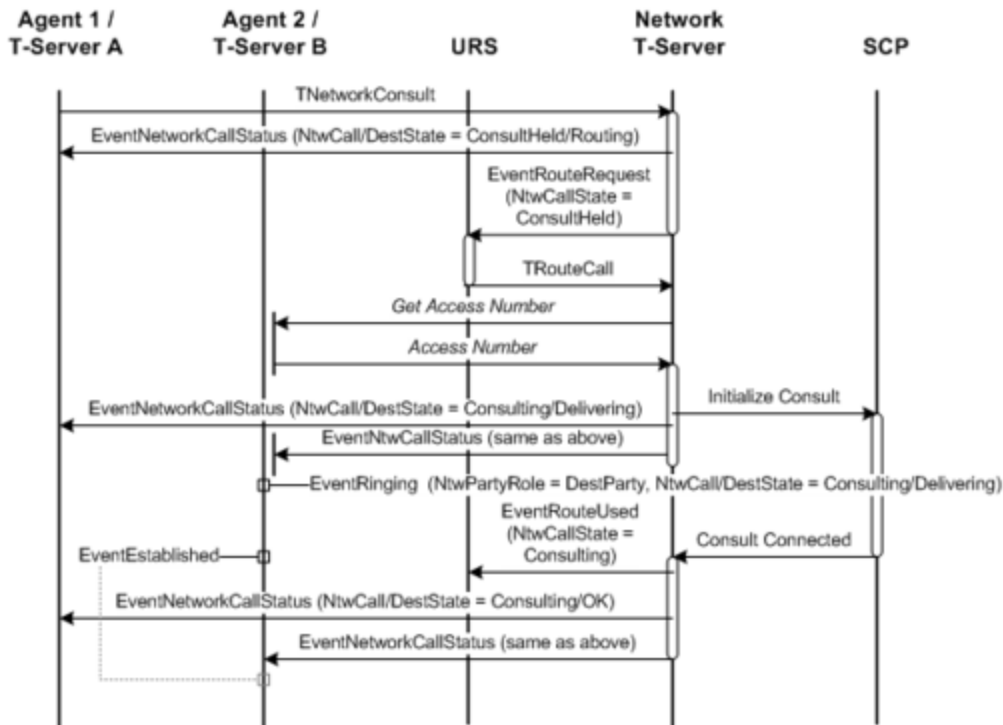 Agent 1 /
T-Server A
Agent 2 /
T-Server B
URS
Network
T-Server
SCP
TNetworkConsult
EventNetworkCallStatus (NtwCall/DestState = ConsultHeld/Routing)
EventRouteRequest
(NtwCallState =
ConsultHeld)
TRouteCall
Get Access Number
Access Number
Initialize Consult
EventNetworkCallStatus (NtwCall/DestState = Consulting/Delivering)
EventNtwCallStatus (same as above)
EventRinging (NtwPartyRole = DestParty, NtwCall/DestState = Consulting/Delivering)
EventRouteUsed
(NtwCallState =
Consulting)
Consult Connected
EventEstablished
EventNetworkCallStatus (NtwCall/DestState = Consulting/OK)
EventNetworkCallStatus (same as above)